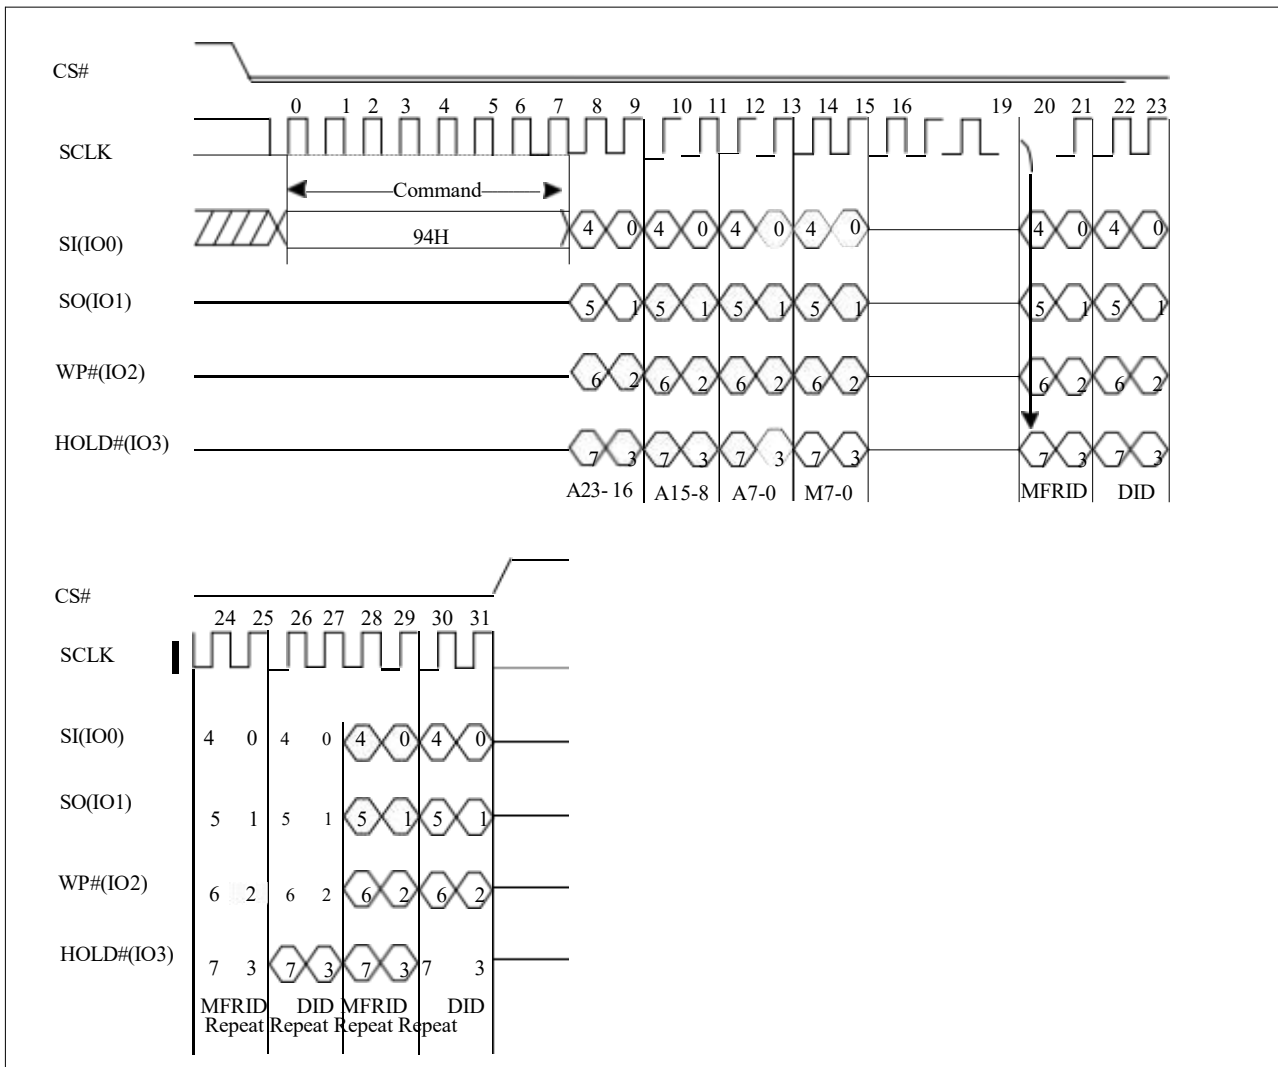 CS#
0 1 2 3 4 5 6 7 8 9 10 11 12 13 14 15 16 19 20 21 22 23
SCLK
Command
SI(IO0) 94H 4 0 4 0 4 0 4 0 4 0 4 0
SO(IO1) 5 1 5 1 5 1 5 1 5 1 5 1
WP#(IO2) 6 2 6 2 6 2 6 2 6 2 6 2
HOLD#(IO3) 7 3 7 3 7 3 7 3 7 3 7 3
A23-16 A15-8 A7-0 M7-0 MFRID DID
CS#
24 25 26 27 28 29 30 31
SCLK
SI(IO0) 4 0 4 0 4 0 4 0
SO(IO1) 5 1 5 1 5 1 5 1
WP#(IO2) 6 2 6 2 6 2 6 2
HOLD#(IO3) 7 3 7 3 7 3 7 3
MFRID DID MFRID DID
Repeat Repeat Repeat Repeat